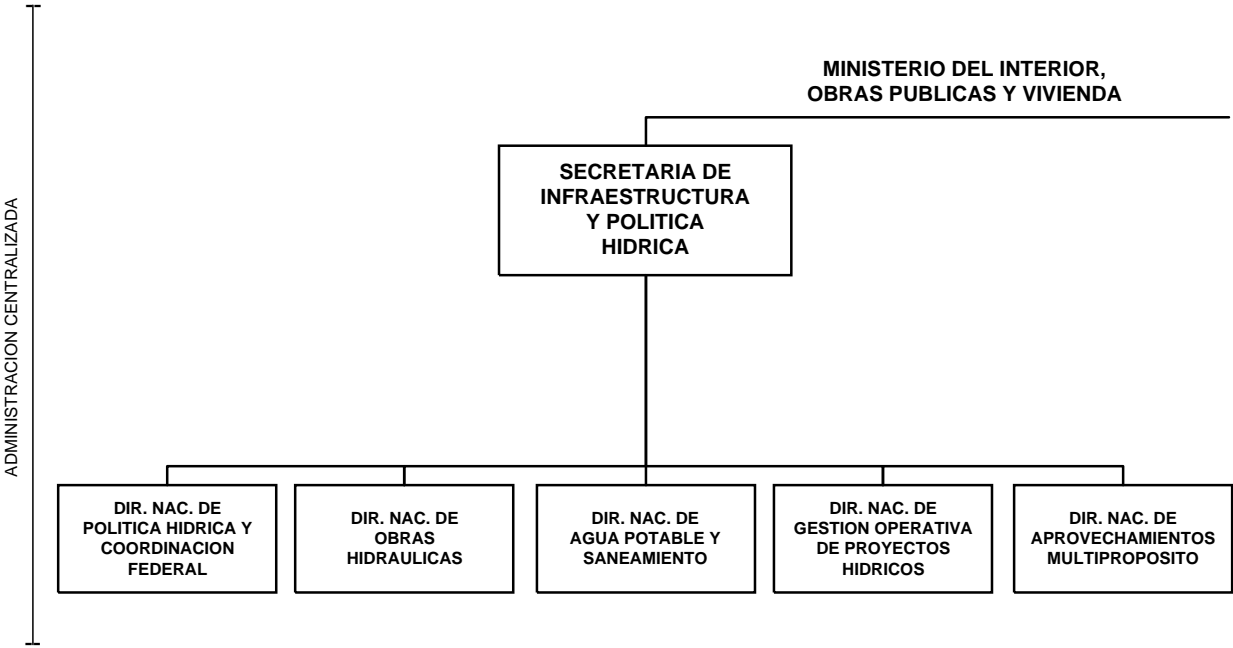 MINISTERIO DEL INTERIOR,
OBRAS PUBLICAS Y VIVIENDA
SECRETARIA DE
INFRAESTRUCTURA
Y POLITICA
HIDRICA
ADMINISTRACION CENTRALIZADA
DIR. NAC. DE
POLITICA HIDRICA Y
COORDINACION
FEDERAL
DIR. NAC. DE
OBRAS
HIDRAULICAS
DIR. NAC. DE
AGUA POTABLE Y
SANEAMIENTO
DIR. NAC. DE
GESTION OPERATIVA
DE PROYECTOS
HIDRICOS
DIR. NAC. DE
APROVECHAMIENTOS
MULTIPROPOSITO